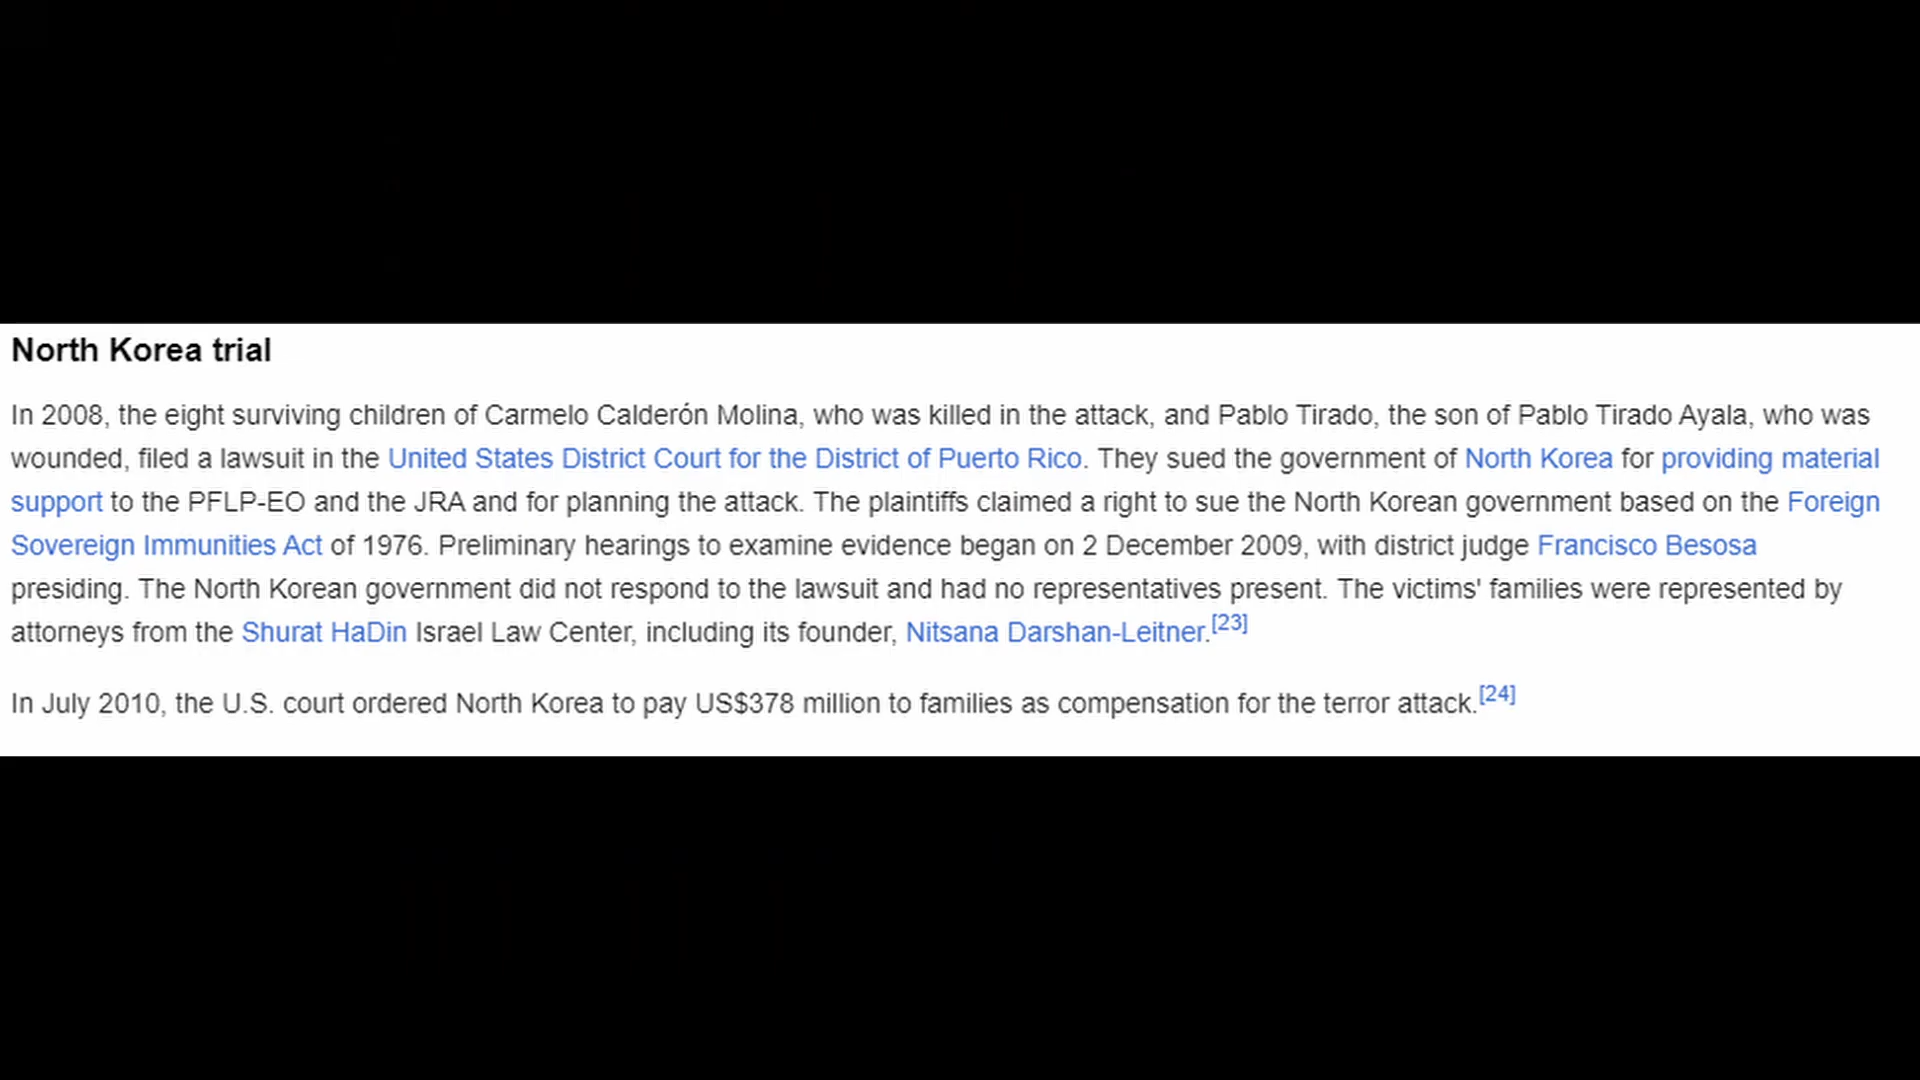 North Korea trial
In 2008, the eight surviving children of Carmelo Calderón Molina, who was killed in the attack, and Pablo Tirado, the son of Pablo Tirado Ayala, who was
wounded, filed a lawsuit in the United States District Court for the District of Puerto Rico. They sued the government of North Korea for providing material
support to the PFLP-EO and the JRA and for planning the attack. The plaintiffs claimed a right to sue the North Korean government based on the Foreign
Sovereign Immunities Act of 1976. Preliminary hearings to examine evidence began on 2 December 2009, with district judge Francisco Besosa
presiding. The North Korean government did not respond to the lawsuit and had no representatives present. The victims' families were represented by
attorneys from the Shurat HaDin Israel Law Center, including its founder, Nitsana Darshan-Leitner.[23]
In July 2010, the U.S. court ordered North Korea to pay US$378 million to families as compensation for the terror attack.[24]